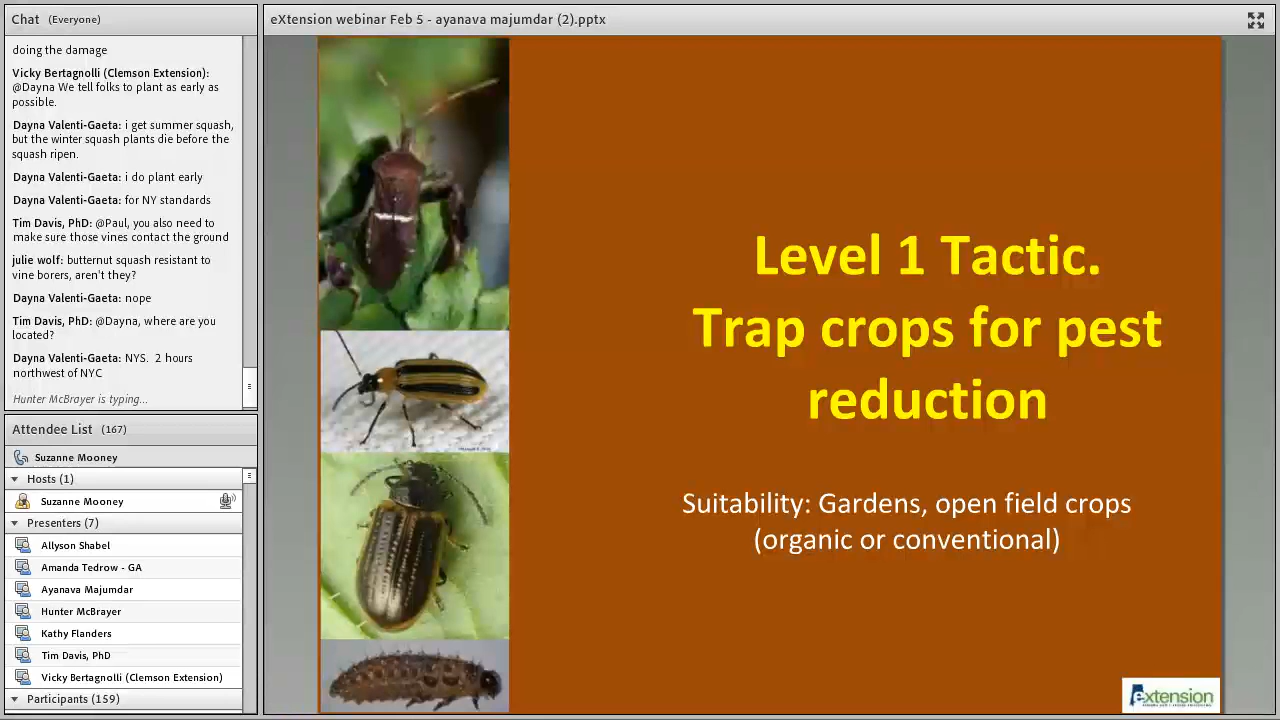 Chat (Everyone)
doing the damage
Vicky Bertagnolli (Clemson Extension):
@Dayna We tell folks to plant as early as
possible.
Dayna Valenti-Gaeta: i get summer squash,
but the winter squash plants die before the
squash ripen.
Dayna Valenti-Gaeta: i do plant early
Dayna Valenti-Gaeta: for NY standards
Tim Davis, PhD: @Paul, you also need to
make sure those vines contact the ground
julie wolf: butternut squash resistant to
vine borers, aren't they?
Dayna Valenti-Gaeta: nope
Tim Davis, PhD: @Dayna, where are you
located?
Dayna Valenti-Gaeta: NYS. 2 hours
northwest of NYC
Hunter McBrayer is typing...
Attendee List (167)
Suzanne Mooney
Hosts (1)
Suzanne Mooney
Presenters (7)
Allyson Shabel
Amanda Tedrow - GA
Ayanava Majumdar
Hunter McBrayer
Kathy Flanders
Tim Davis, PhD
Vicky Bertagnolli (Clemson Extension)
Participants (159)
eXtension webinar Feb 5 - ayanava majumdar (2).pptx
Level 1 Tactic.
Trap crops for pest
reduction
Suitability: Gardens, open field crops
(organic or conventional)
extension